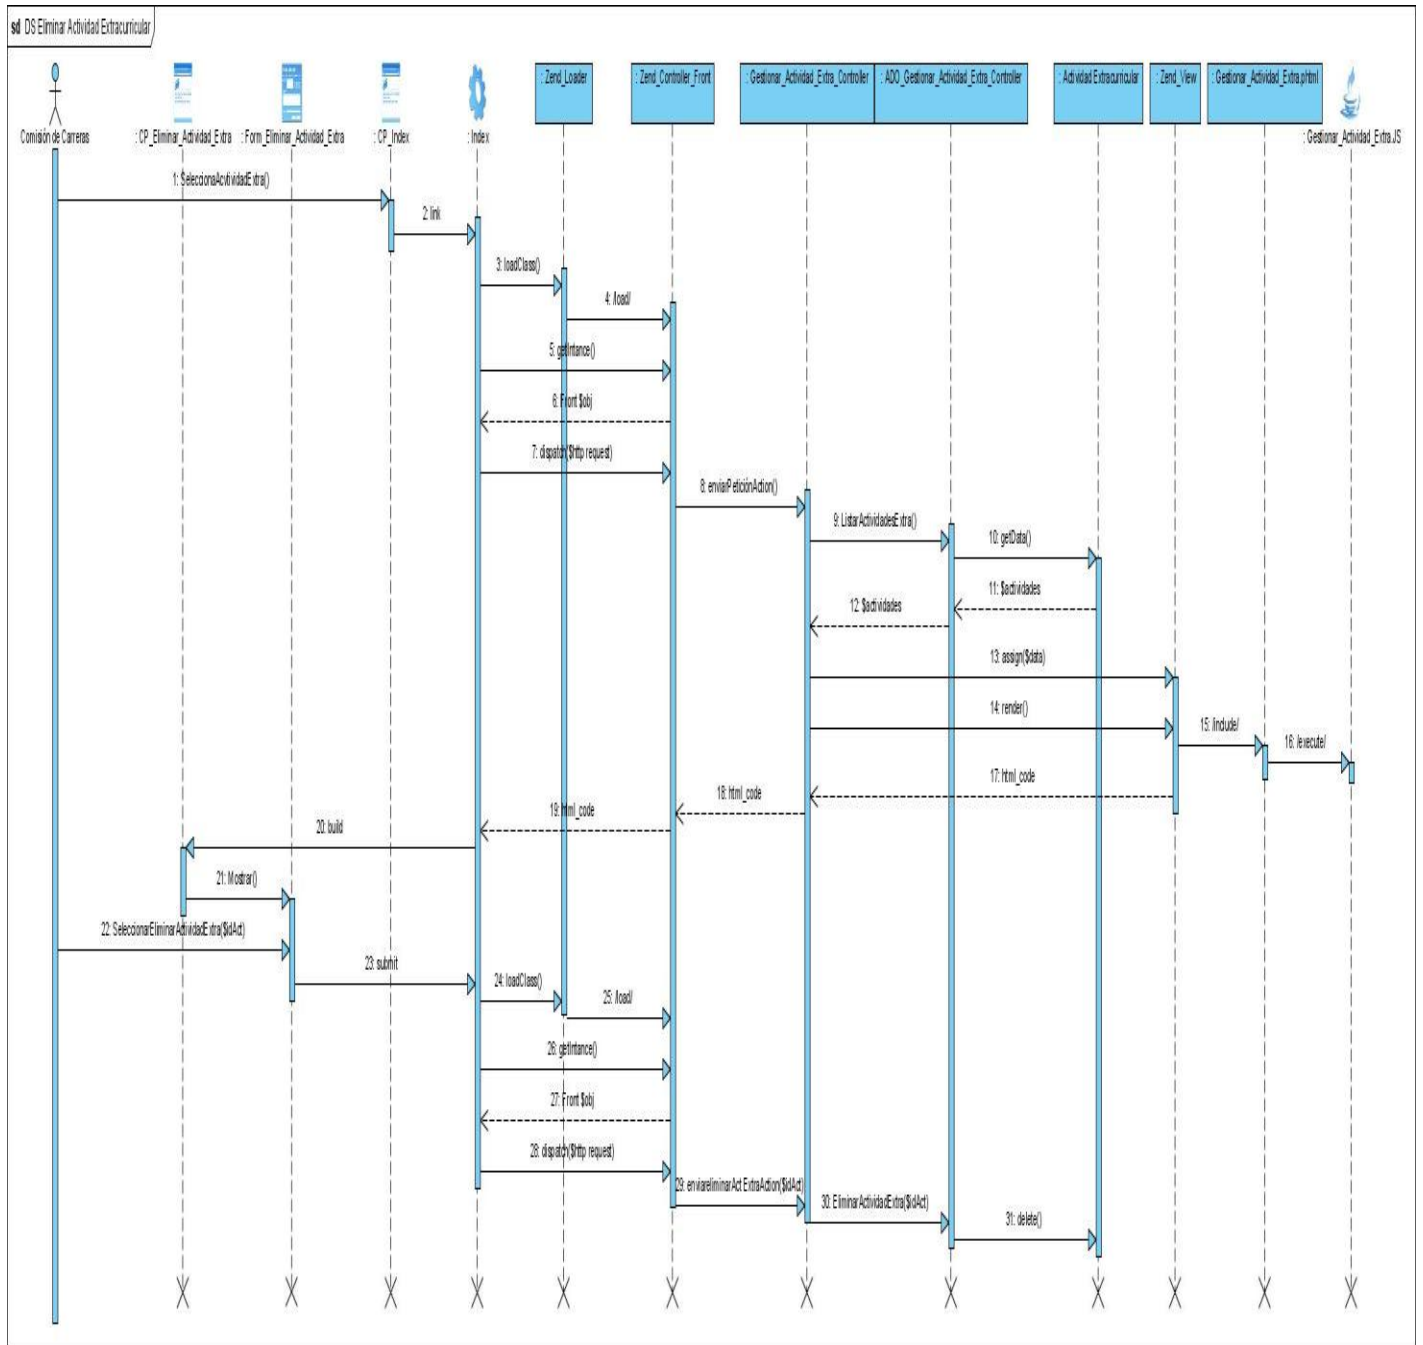 sd DS Eliminar Actividad Extracurricular
Comisión de Carreras
: CP_Eliminar_Actividad_Extra
: Form_Eliminar_Actividad_Extra
: CP_Index
: Index
: Zend_Loader
: Zend_Controller_Front
: Gestionar_Actividad_Extra_Controller
: ADO_Gestionar_Actividad_Extra_Controller
: Actividad Extracurricular
: Zend_View
: Gestionar_Actividad_Extra.phtml
: Gestionar_Actividad_Extra.JS
1: SeleccionaAcvtividadExtra()
2: link
3: loadClass()
4: /load/
5: getIntance()
6: Front $obj
7: dispatch($http request)
8: enviarPeticiónAction()
9: ListarActividadesExtra()
10: getData()
11: $actividades
12: $actividades
13: assign($data)
14: render()
15: /include/
16: /execute/
17: html_code
18: html_code
19: html_code
20: build
21: Mostrar()
22: SeleccionarEliminarActividadExtra($idAct)
23: submit
24: loadClass()
25: /load/
26: getIntance()
27: Front $obj
28: dispatch($http request)
29: enviareliminarAct ExtraAction($idAct)
30: EliminarActividadExtra($idAct)
31: delete()